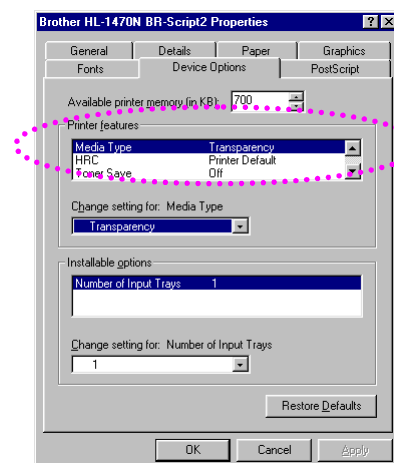 Brother HL-1470N BR-Script2 Properties
General Details Paper Graphics
Fonts Device Options PostScript
Available printer memory (in KB): 700
Printer features
Media Type Transparency
HRC Printer Default
Toner Save Off
Change setting for: Media Type
Transparency
Installable options
Number of Input Trays 1
Change setting for: Number of Input Trays
1
Restore Defaults
OK Cancel Apply